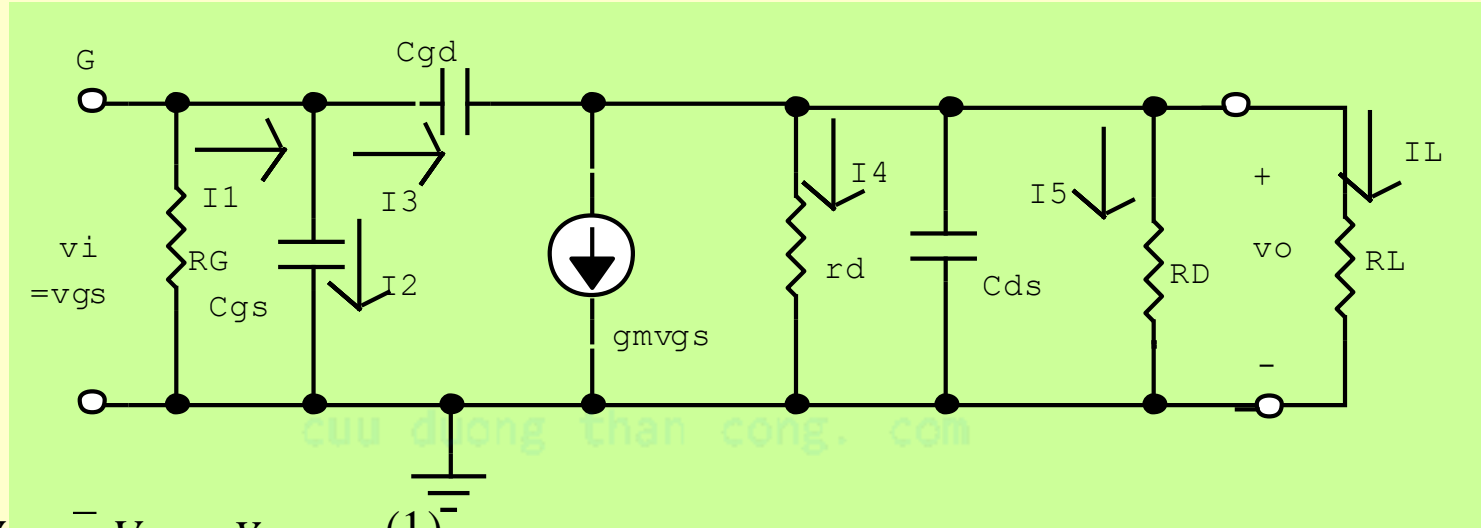 G
Cgd
I1
I3
I4
I5
IL
+
vi
=vgs
RG
Cgs
I2
gmvgs
rd
Cds
RD
vo
RL
-
cuu duong than cong. com
(1)